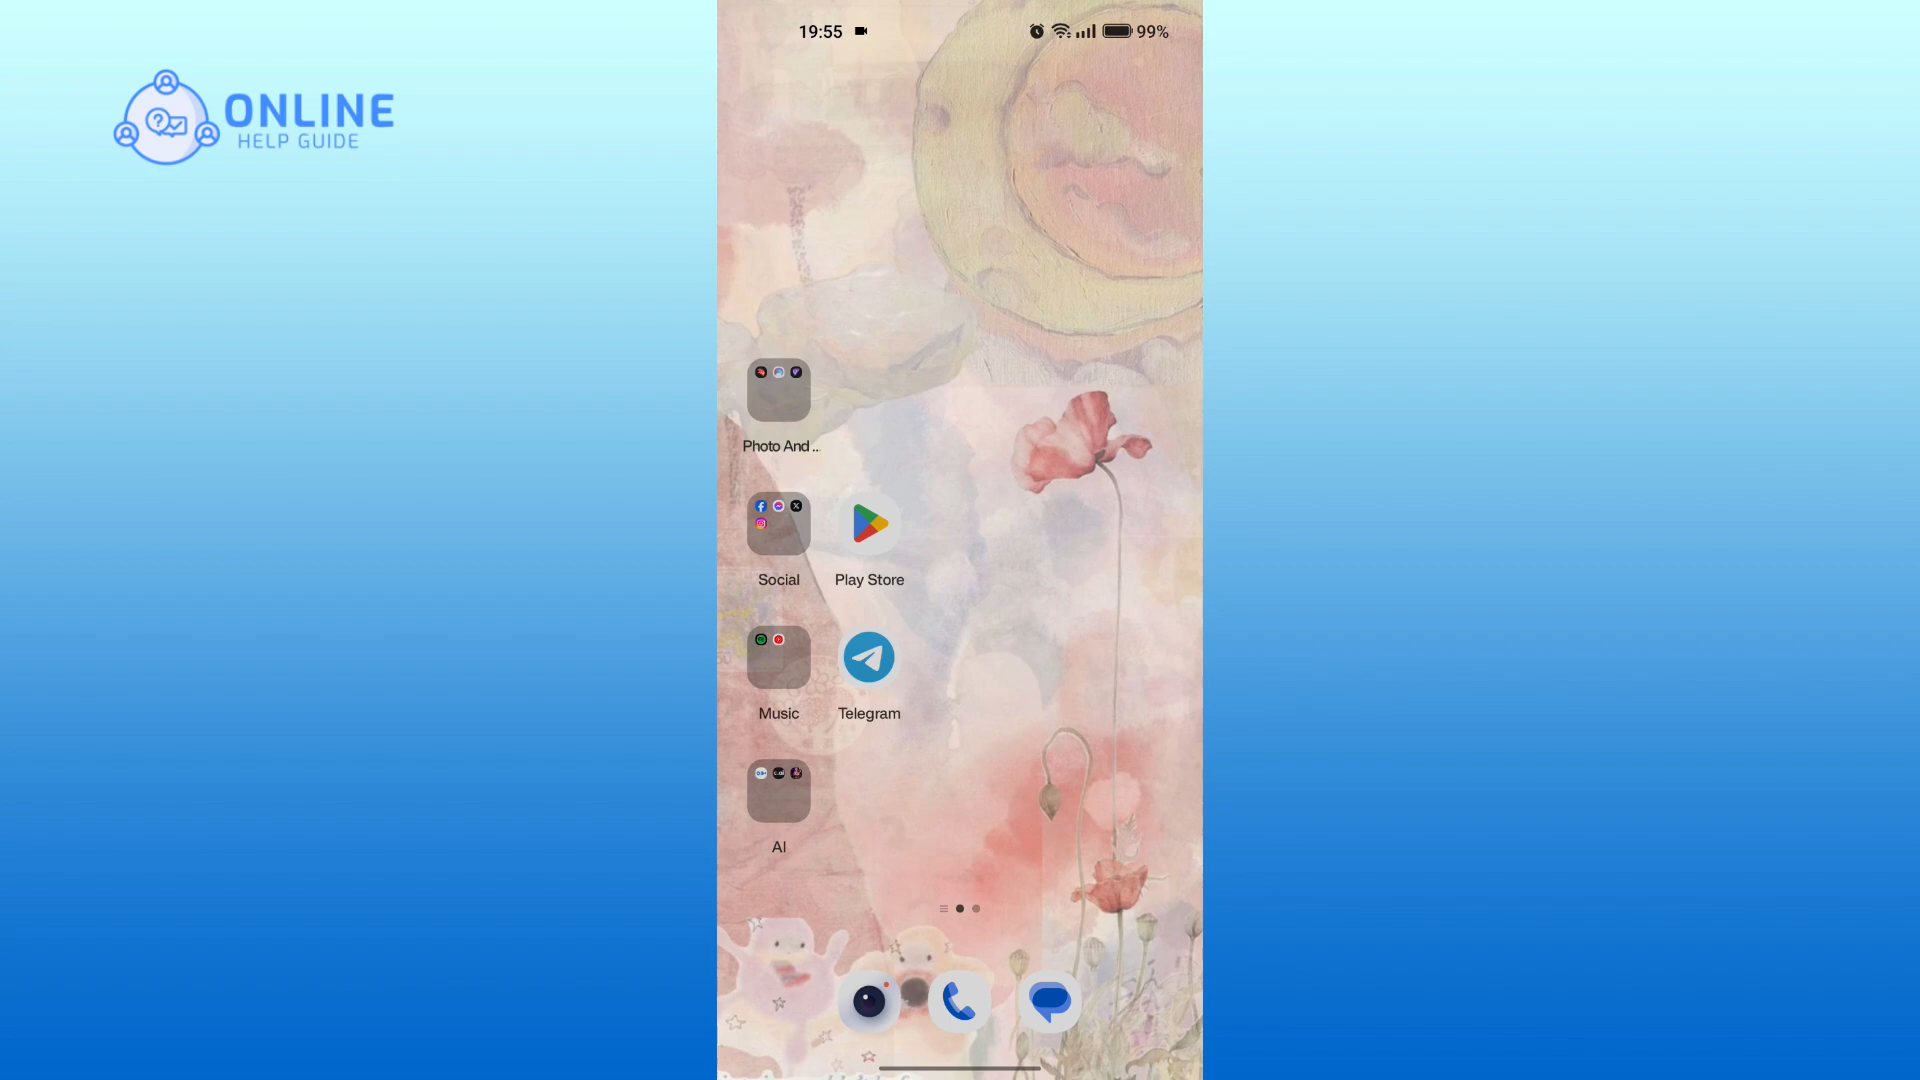 19:55
99%
ONLINE
HELP GUIDE
Photo And ...
Social
Play Store
Music
Telegram
AI